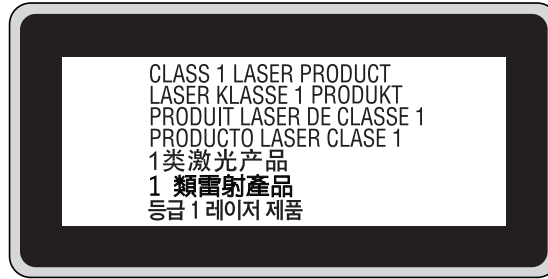 CLASS 1 LASER PRODUCT
LASER KLASSE 1 PRODUKT
PRODUIT LASER DE CLASSE 1
PRODUCTO LASER CLASE 1
1类激光产品
1 類雷射產品
등급 1 레이저 제품